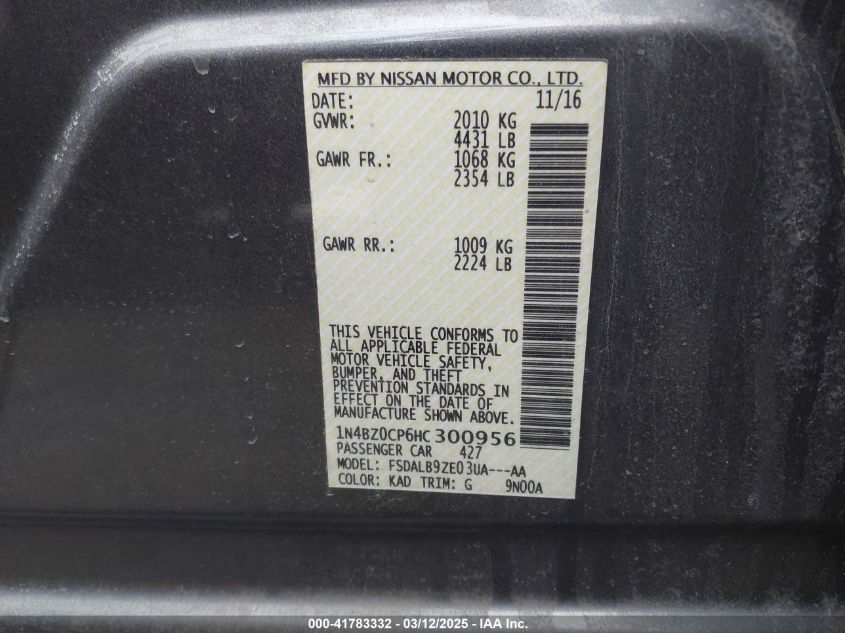 MFD BY NISSAN MOTOR CO., LTD.
DATE: 11/16
GVWR: 2010 KG
4431 LB
GAWR FR.: 1068 KG
2354 LB
GAWR RR.: 1009 KG
2224 LB
THIS VEHICLE CONFORMS TO
ALL APPLICABLE FEDERAL
MOTOR VEHICLE SAFETY,
BUMPER, AND THEFT
PREVENTION STANDARDS IN
EFFECT ON THE DATE OF
MANUFACTURE SHOWN ABOVE.
1N4BZ0CP6HC300956
PASSENGER CAR 427
MODEL: FSDALB9ZE03UA---AA
COLOR: KAD TRIM: G 9N00A
000-41783332 - 03/12/2025 - IAA Inc.